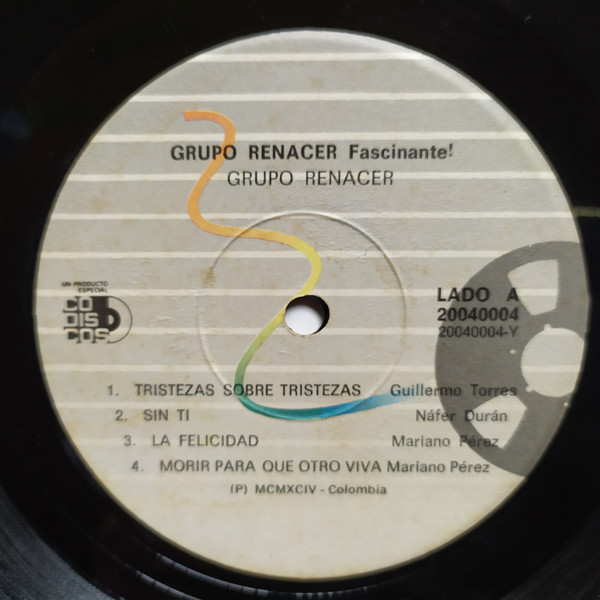 GRUPO RENACER Fascinante!
GRUPO RENACER
UN PRODUCTO
ESPECIAL
CO
DIS
COS
LADO A
20040004
20040004-Y
1. TRISTEZAS SOBRE TRISTEZAS Guillermo Torres
2. SIN TI Náfer Durán
3. LA FELICIDAD Mariano Pérez
4. MORIR PARA QUE OTRO VIVA Mariano Pérez
(P) MCMXCIV - Colombia